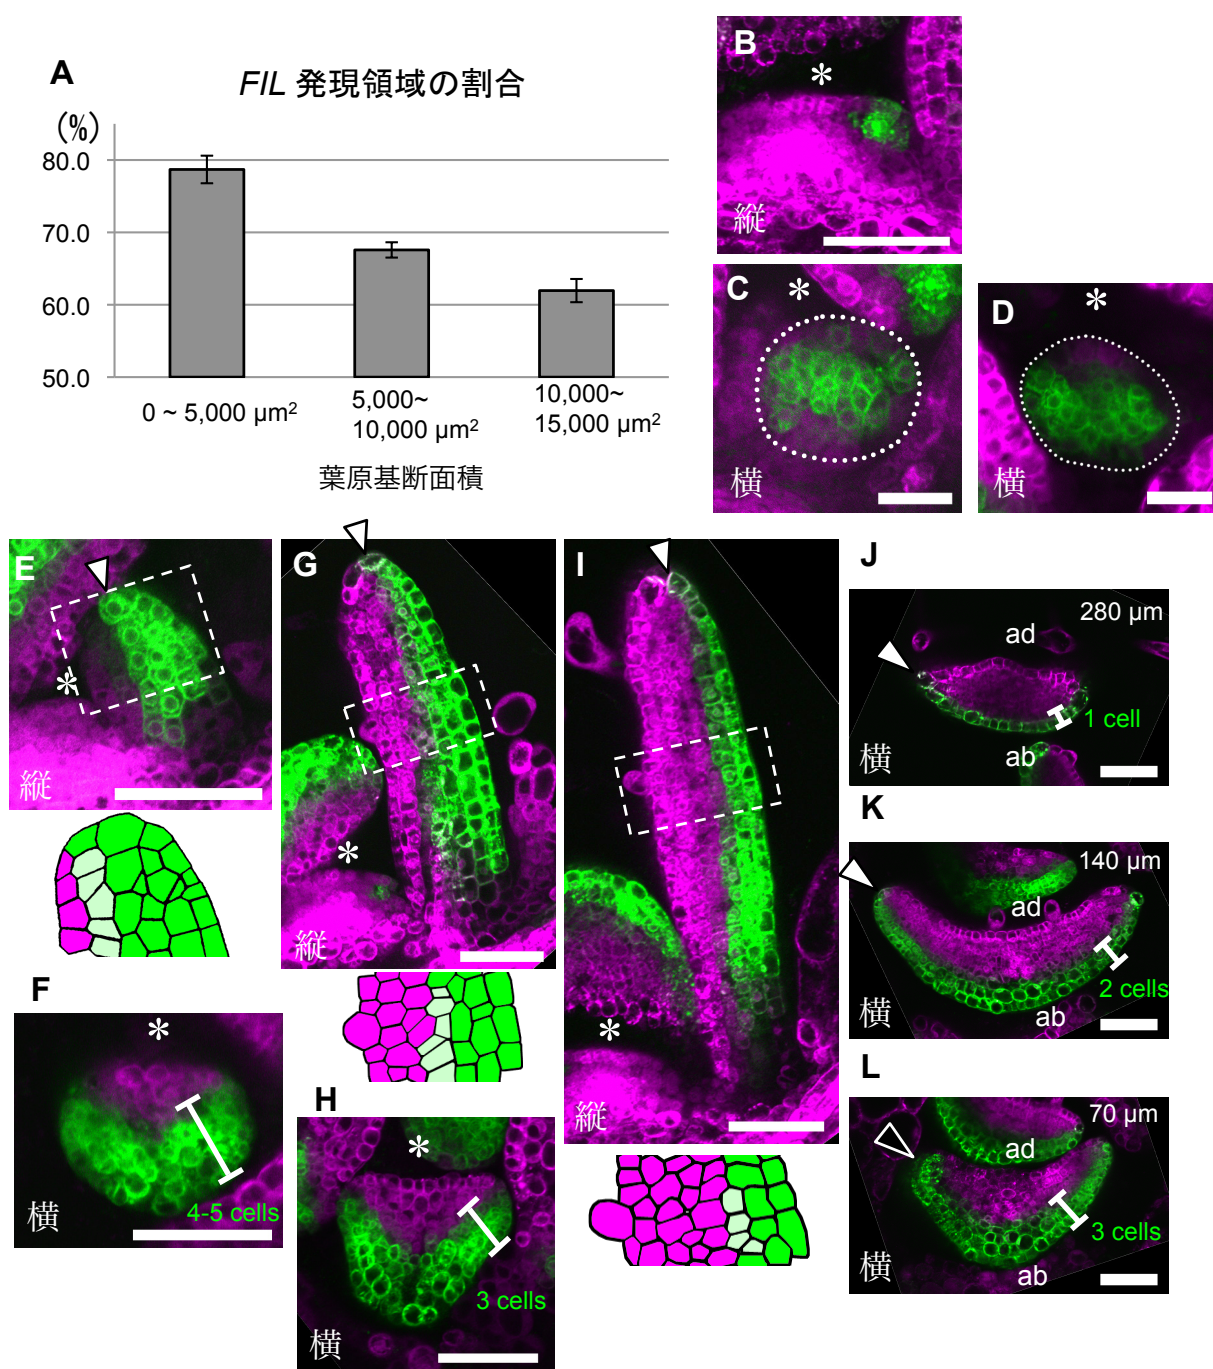 A
FIL 発現領域の割合
(%)
80.0
70.0
60.0
50.0
0 ~ 5,000 µm²
5,000~
10,000 µm²
10,000~
15,000 µm²
葉原基断面積
B
*
縦
C
*
横
D
*
横
E
*
縦
F
*
横
4-5 cells
G
*
縦
H
*
横
3 cells
I
*
縦
J
280 µm
ad
1 cell
ab
横
K
140 µm
ad
2 cells
ab
横
L
70 µm
ad
3 cells
ab
横